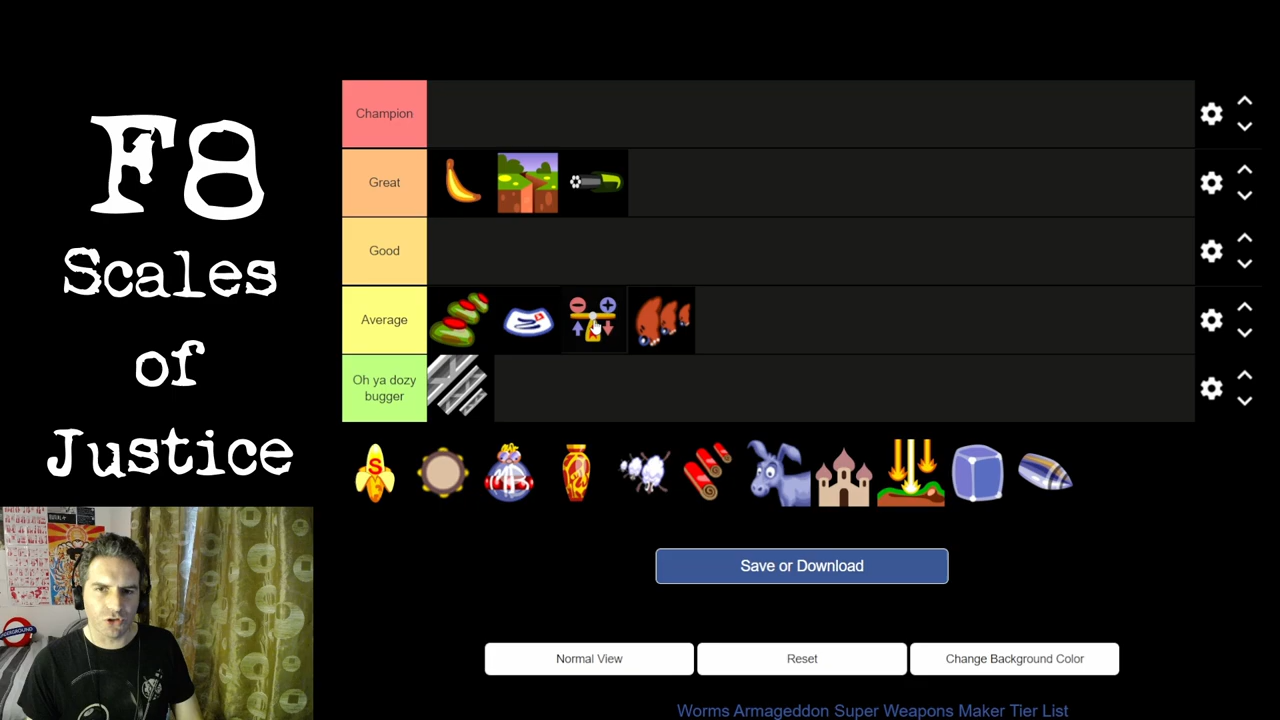 F8
Scales
of
Justice
Champion
Great
Good
Average
Oh ya dozy
bugger
S
MB
Save or Download
Normal View
Reset
Change Background Color
Worms Armageddon Super Weapons Maker Tier List